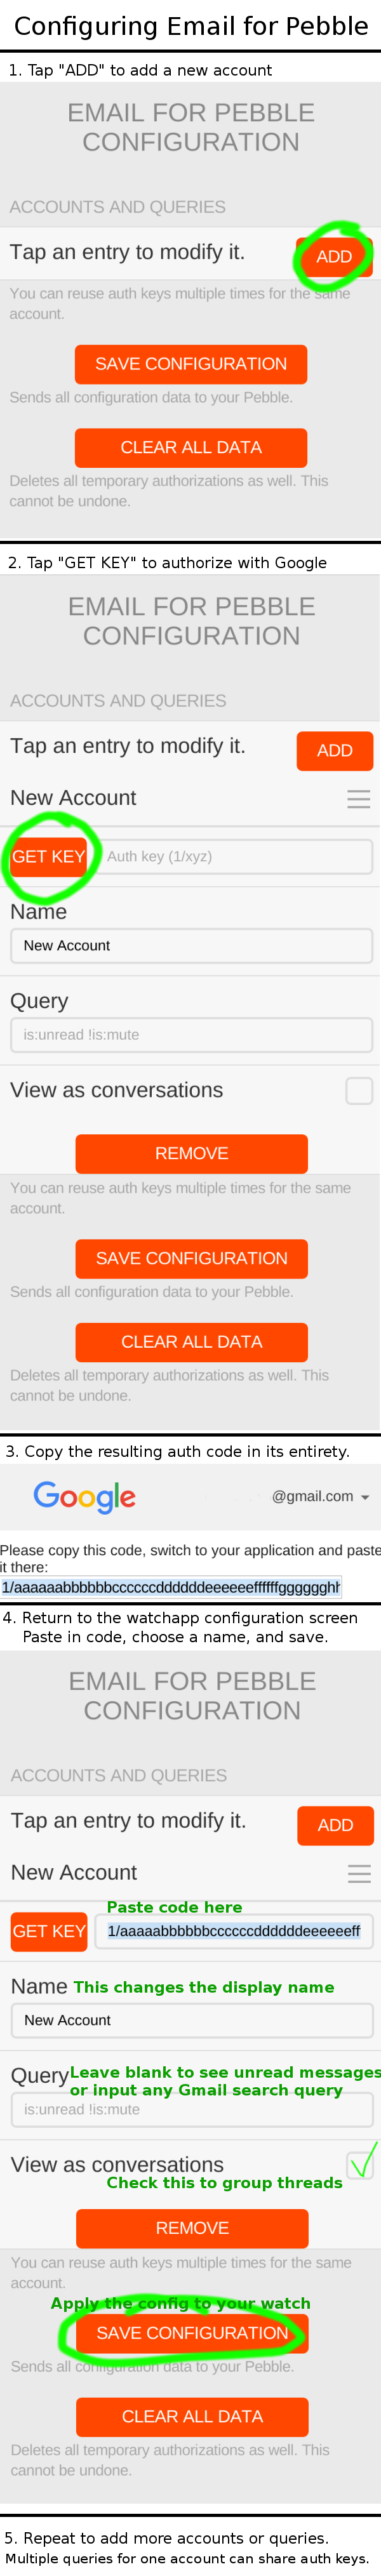 Configuring Email for Pebble
1. Tap "ADD" to add a new account
EMAIL FOR PEBBLE
CONFIGURATION
ACCOUNTS AND QUERIES
Tap an entry to modify it.
ADD
You can reuse auth keys multiple times for the same
account.
SAVE CONFIGURATION
Sends all configuration data to your Pebble.
CLEAR ALL DATA
Deletes all temporary authorizations as well. This
cannot be undone.
2. Tap "GET KEY" to authorize with Google
EMAIL FOR PEBBLE
CONFIGURATION
ACCOUNTS AND QUERIES
Tap an entry to modify it.
ADD
New Account
GET KEY
Auth key (1/xyz)
Name
New Account
Query
is:unread !is:mute
View as conversations
REMOVE
You can reuse auth keys multiple times for the same
account.
SAVE CONFIGURATION
Sends all configuration data to your Pebble.
CLEAR ALL DATA
Deletes all temporary authorizations as well. This
cannot be undone.
3. Copy the resulting auth code in its entirety.
Google
@gmail.com
Please copy this code, switch to your application and paste
it there:
1/aaaaaabbbbbbccccccddddddeeeeeeffffffgggggghh
4. Return to the watchapp configuration screen
Paste in code, choose a name, and save.
EMAIL FOR PEBBLE
CONFIGURATION
ACCOUNTS AND QUERIES
Tap an entry to modify it.
ADD
New Account
Paste code here
GET KEY
1/aaaaabbbbbbccccccddddddeeeeeeff
Name
This changes the display name
New Account
Query
Leave blank to see unread messages
or input any Gmail search query
is:unread !is:mute
View as conversations
Check this to group threads
REMOVE
You can reuse auth keys multiple times for the same
account.
Apply the config to your watch
SAVE CONFIGURATION
Sends all configuration data to your Pebble.
CLEAR ALL DATA
Deletes all temporary authorizations as well. This
cannot be undone.
5. Repeat to add more accounts or queries.
Multiple queries for one account can share auth keys.